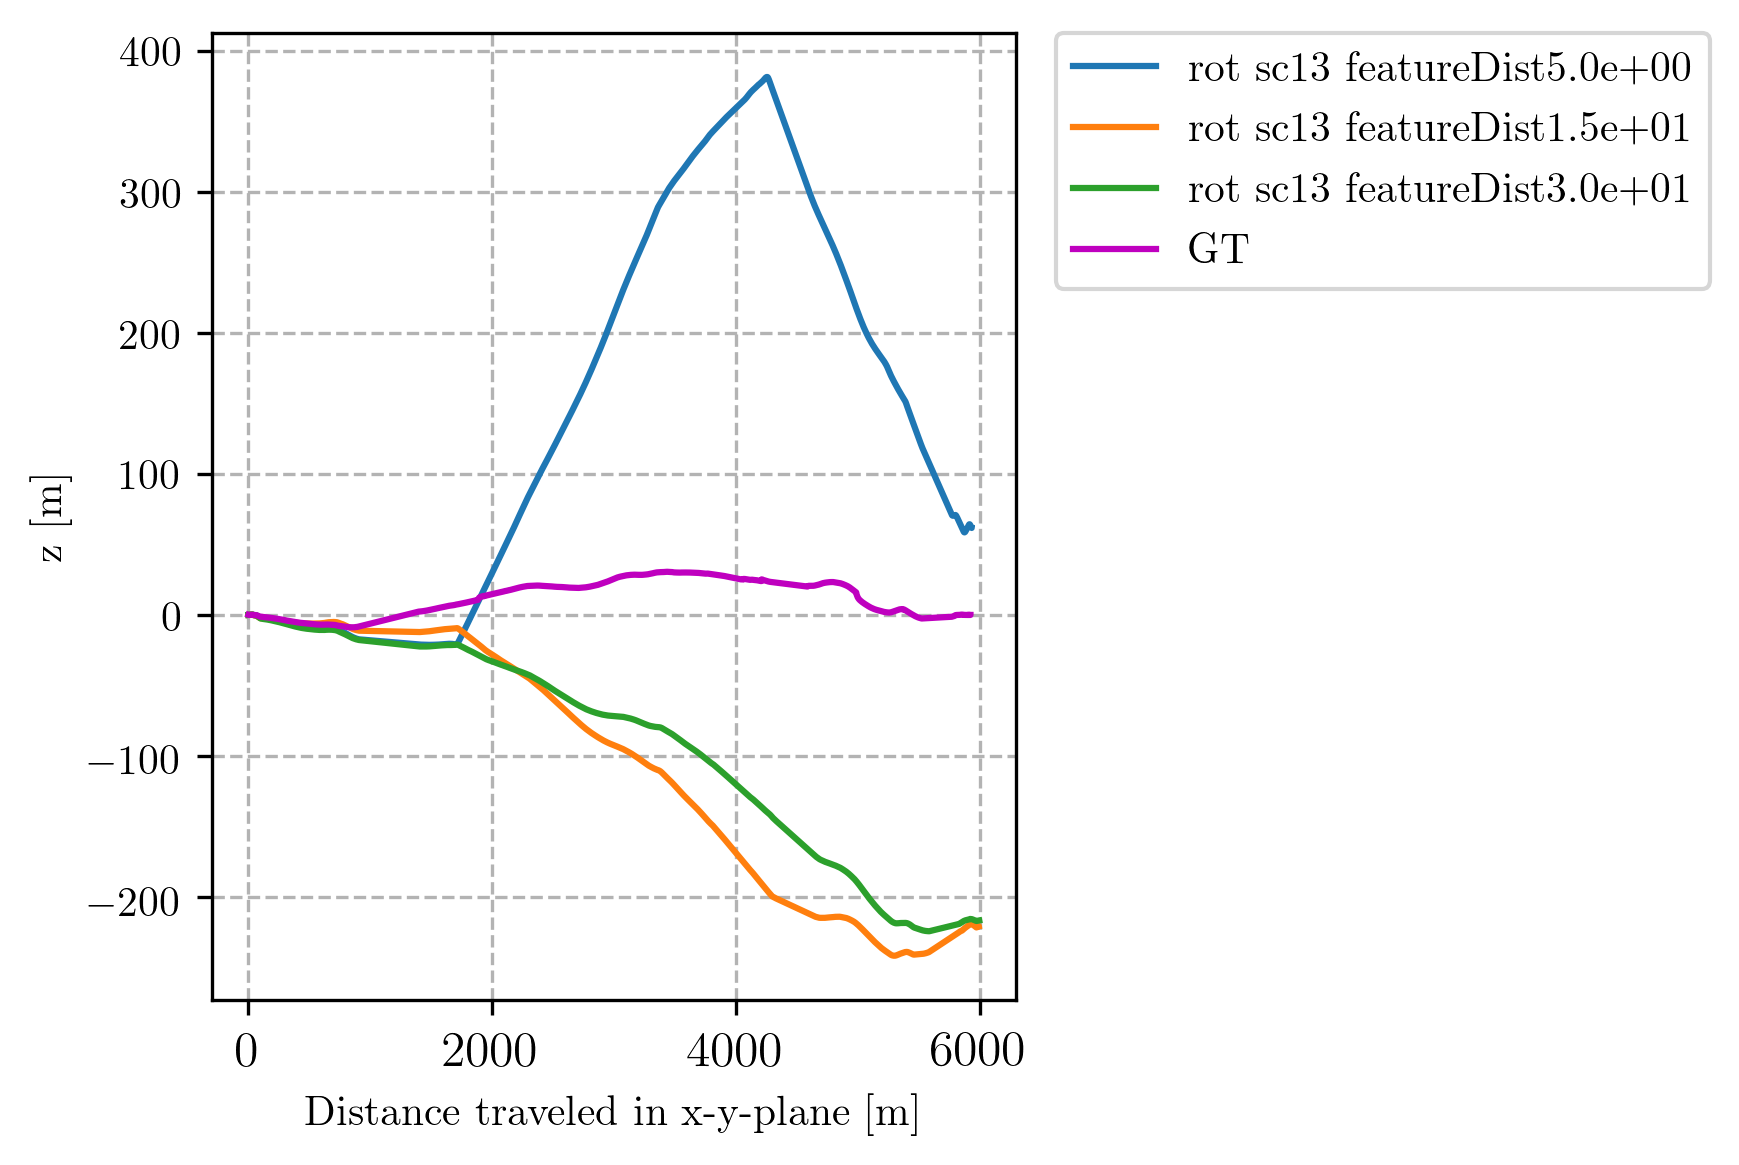 400
300
200
100
0
−100
−200
z [m]
0 2000 4000 6000
Distance traveled in x-y-plane [m]
rot sc13 featureDist5.0e+00
rot sc13 featureDist1.5e+01
rot sc13 featureDist3.0e+01
GT